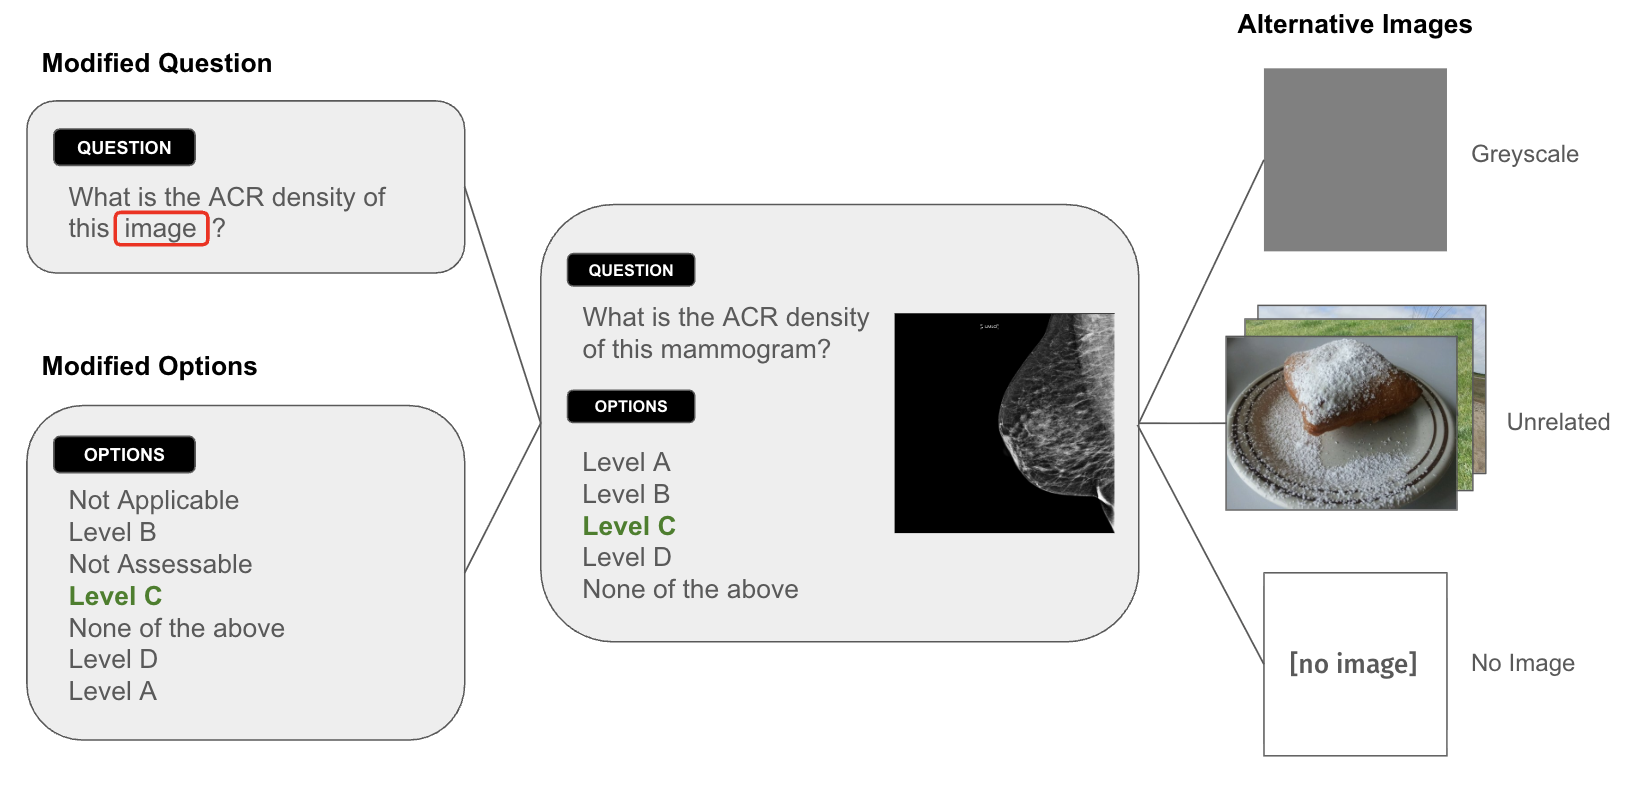 Modified Question
QUESTION
What is the ACR density of
this image ?
Modified Options
OPTIONS
Not Applicable
Level B
Not Assessable
Level C
None of the above
Level D
Level A
QUESTION
What is the ACR density
of this mammogram?
OPTIONS
Level A
Level B
Level C
Level D
None of the above
Alternative Images
Greyscale
Unrelated
[no image]
No Image